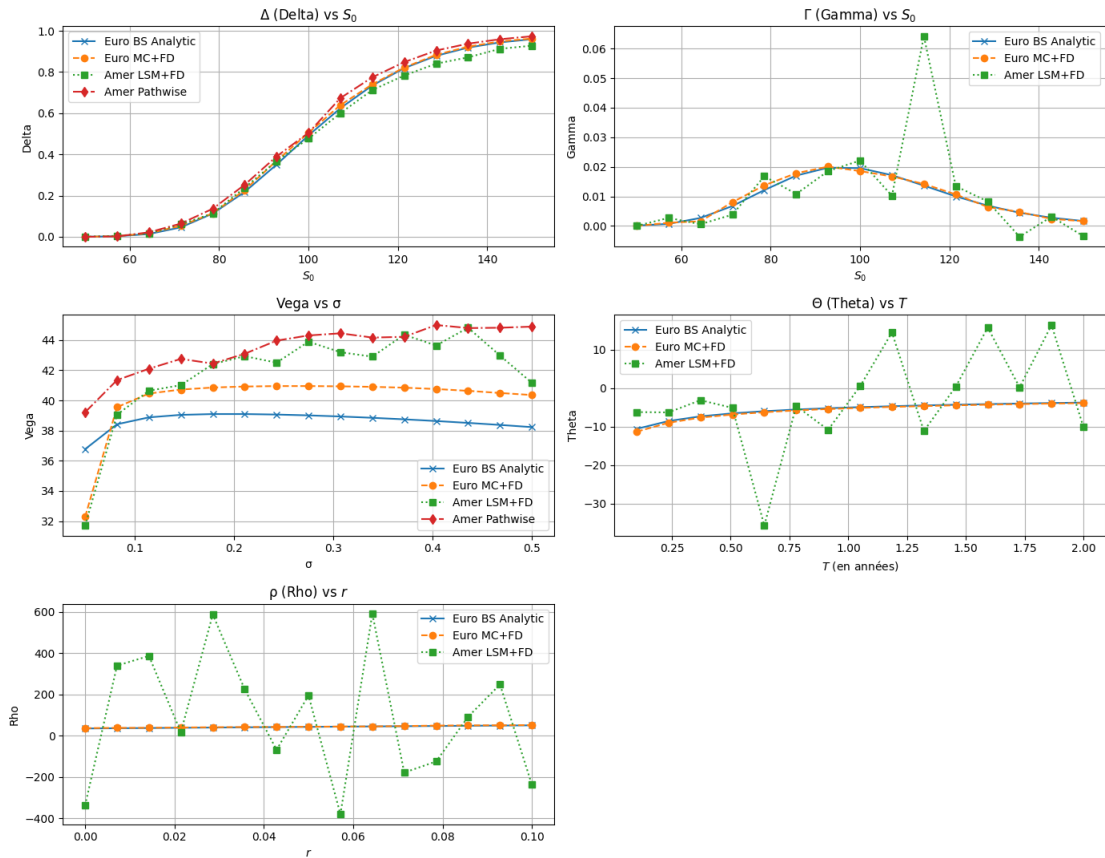 Δ (Delta) vs S₀
Delta
1.0
0.8
0.6
0.4
0.2
0.0
Euro BS Analytic
Euro MC+FD
Amer LSM+FD
Amer Pathwise
60
80
100
120
140
S₀
Γ (Gamma) vs S₀
Gamma
0.06
0.05
0.04
0.03
0.02
0.01
0.00
Euro BS Analytic
Euro MC+FD
Amer LSM+FD
60
80
100
120
140
S₀
Vega vs σ
Vega
44
42
40
38
36
34
32
Euro BS Analytic
Euro MC+FD
Amer LSM+FD
Amer Pathwise
0.1
0.2
0.3
0.4
0.5
σ
Θ (Theta) vs T
Theta
10
0
−10
−20
−30
Euro BS Analytic
Euro MC+FD
Amer LSM+FD
0.25
0.50
0.75
1.00
1.25
1.50
1.75
2.00
T (en années)
ρ (Rho) vs r
Rho
600
400
200
0
−200
−400
Euro BS Analytic
Euro MC+FD
Amer LSM+FD
0.00
0.02
0.04
0.06
0.08
0.10
r